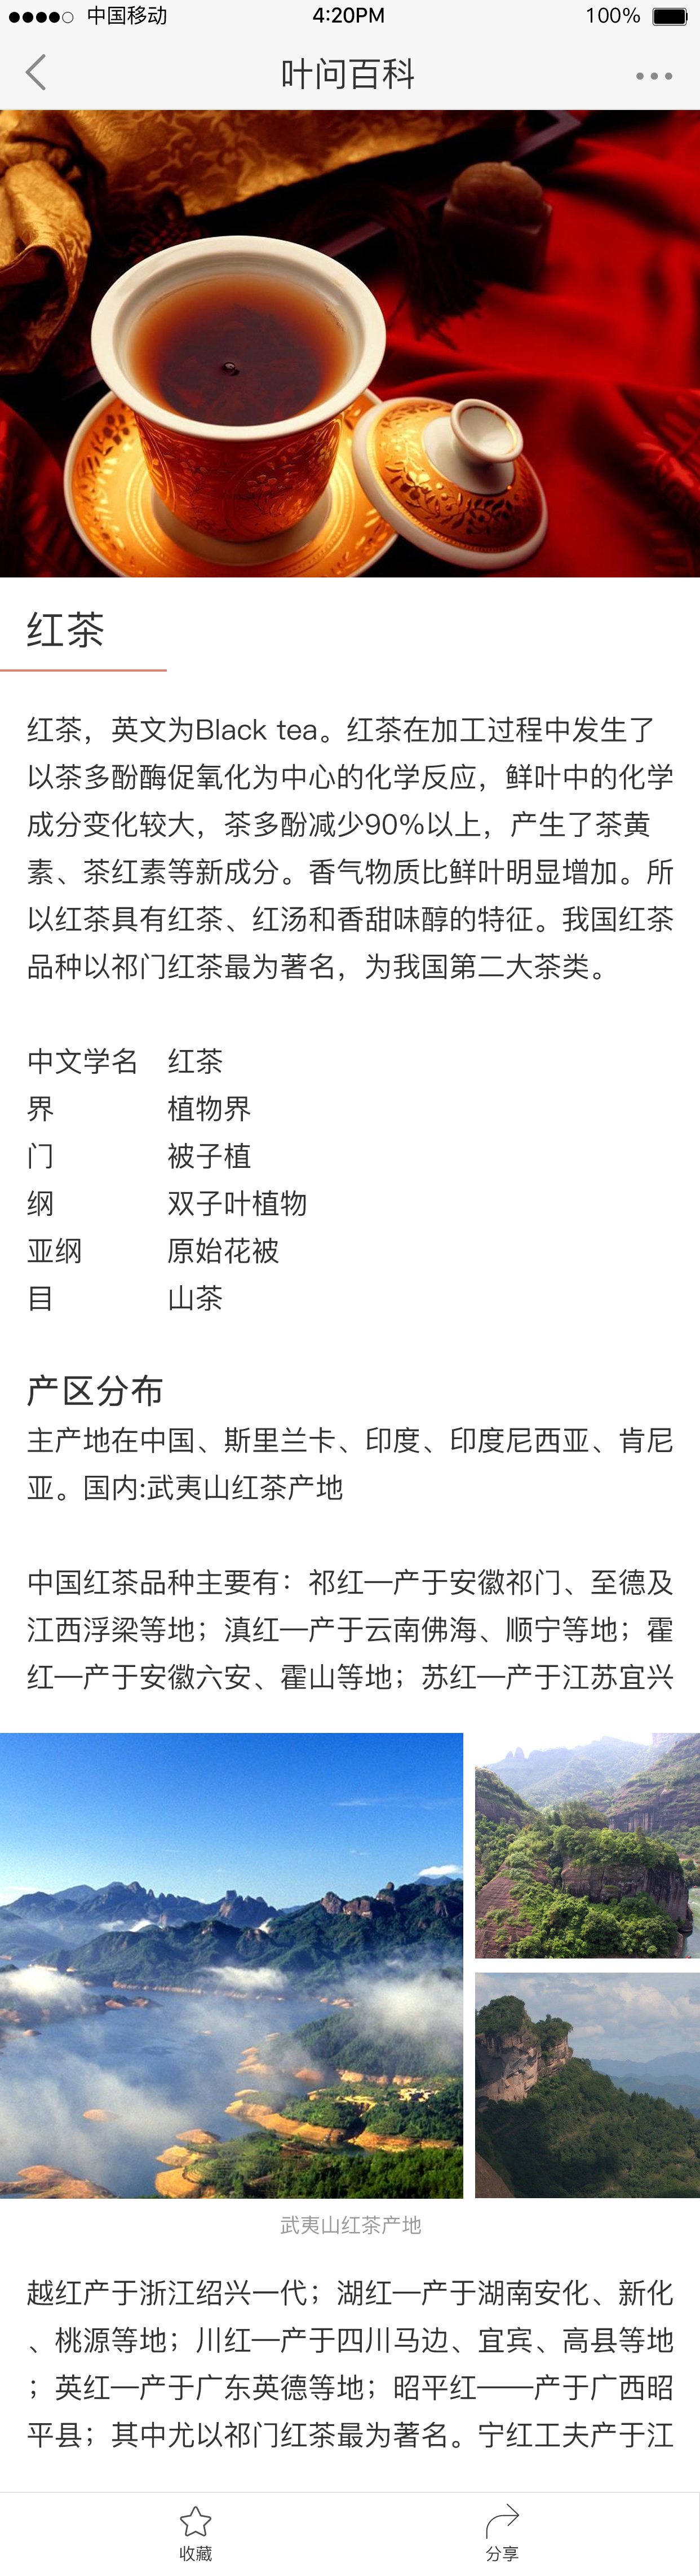 中国移动 4:20PM 100%
叶问百科
红茶
红茶，英文为Black tea。红茶在加工过程中发生了
以茶多酚酶促氧化为中心的化学反应，鲜叶中的化学
成分变化较大，茶多酚减少90%以上，产生了茶黄
素、茶红素等新成分。香气物质比鲜叶明显增加。所
以红茶具有红茶、红汤和香甜味醇的特征。我国红茶
品种以祁门红茶最为著名，为我国第二大茶类。
中文学名 红茶
界 植物界
门 被子植
纲 双子叶植物
亚纲 原始花被
目 山茶
产区分布
主产地在中国、斯里兰卡、印度、印度尼西亚、肯尼
亚。国内:武夷山红茶产地
中国红茶品种主要有：祁红—产于安徽祁门、至德及
江西浮梁等地；滇红—产于云南佛海、顺宁等地；霍
红—产于安徽六安、霍山等地；苏红—产于江苏宜兴
武夷山红茶产地
越红产于浙江绍兴一代；湖红—产于湖南安化、新化
、桃源等地；川红—产于四川马边、宜宾、高县等地
；英红—产于广东英德等地；昭平红——产于广西昭
平县；其中尤以祁门红茶最为著名。宁红工夫产于江
收藏 分享